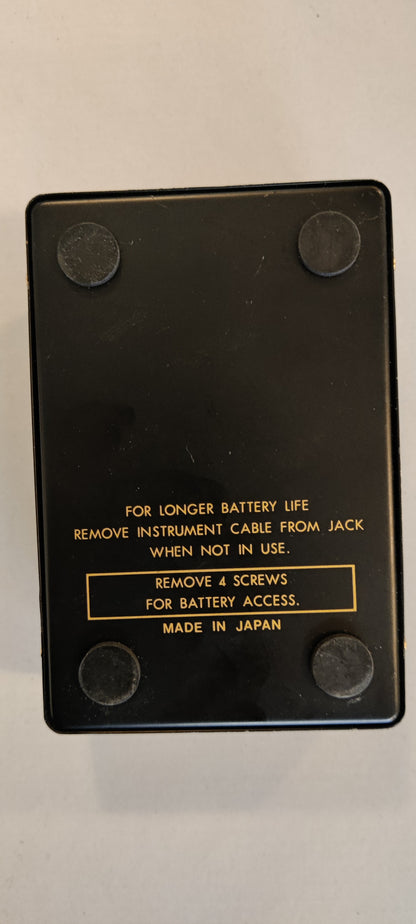 FOR LONGER BATTERY LIFE
REMOVE INSTRUMENT CABLE FROM JACK
WHEN NOT IN USE.
REMOVE 4 SCREWS
FOR BATTERY ACCESS.
MADE IN JAPAN